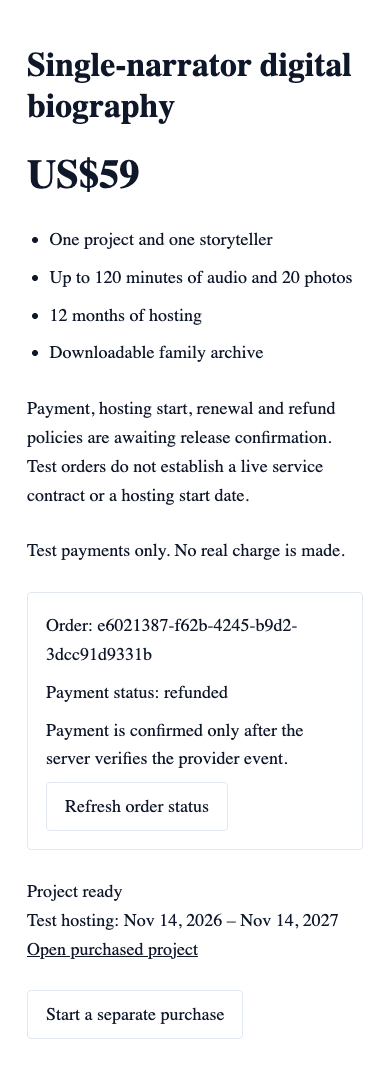 Single-narrator digital
biography
US$59
• One project and one storyteller
• Up to 120 minutes of audio and 20 photos
• 12 months of hosting
• Downloadable family archive
Payment, hosting start, renewal and refund
policies are awaiting release confirmation.
Test orders do not establish a live service
contract or a hosting start date.
Test payments only. No real charge is made.
Order: e6021387-f62b-4245-b9d2-
3dcc91d9331b
Payment status: refunded
Payment is confirmed only after the
server verifies the provider event.
Refresh order status
Project ready
Test hosting: Nov 14, 2026 – Nov 14, 2027
Open purchased project
Start a separate purchase